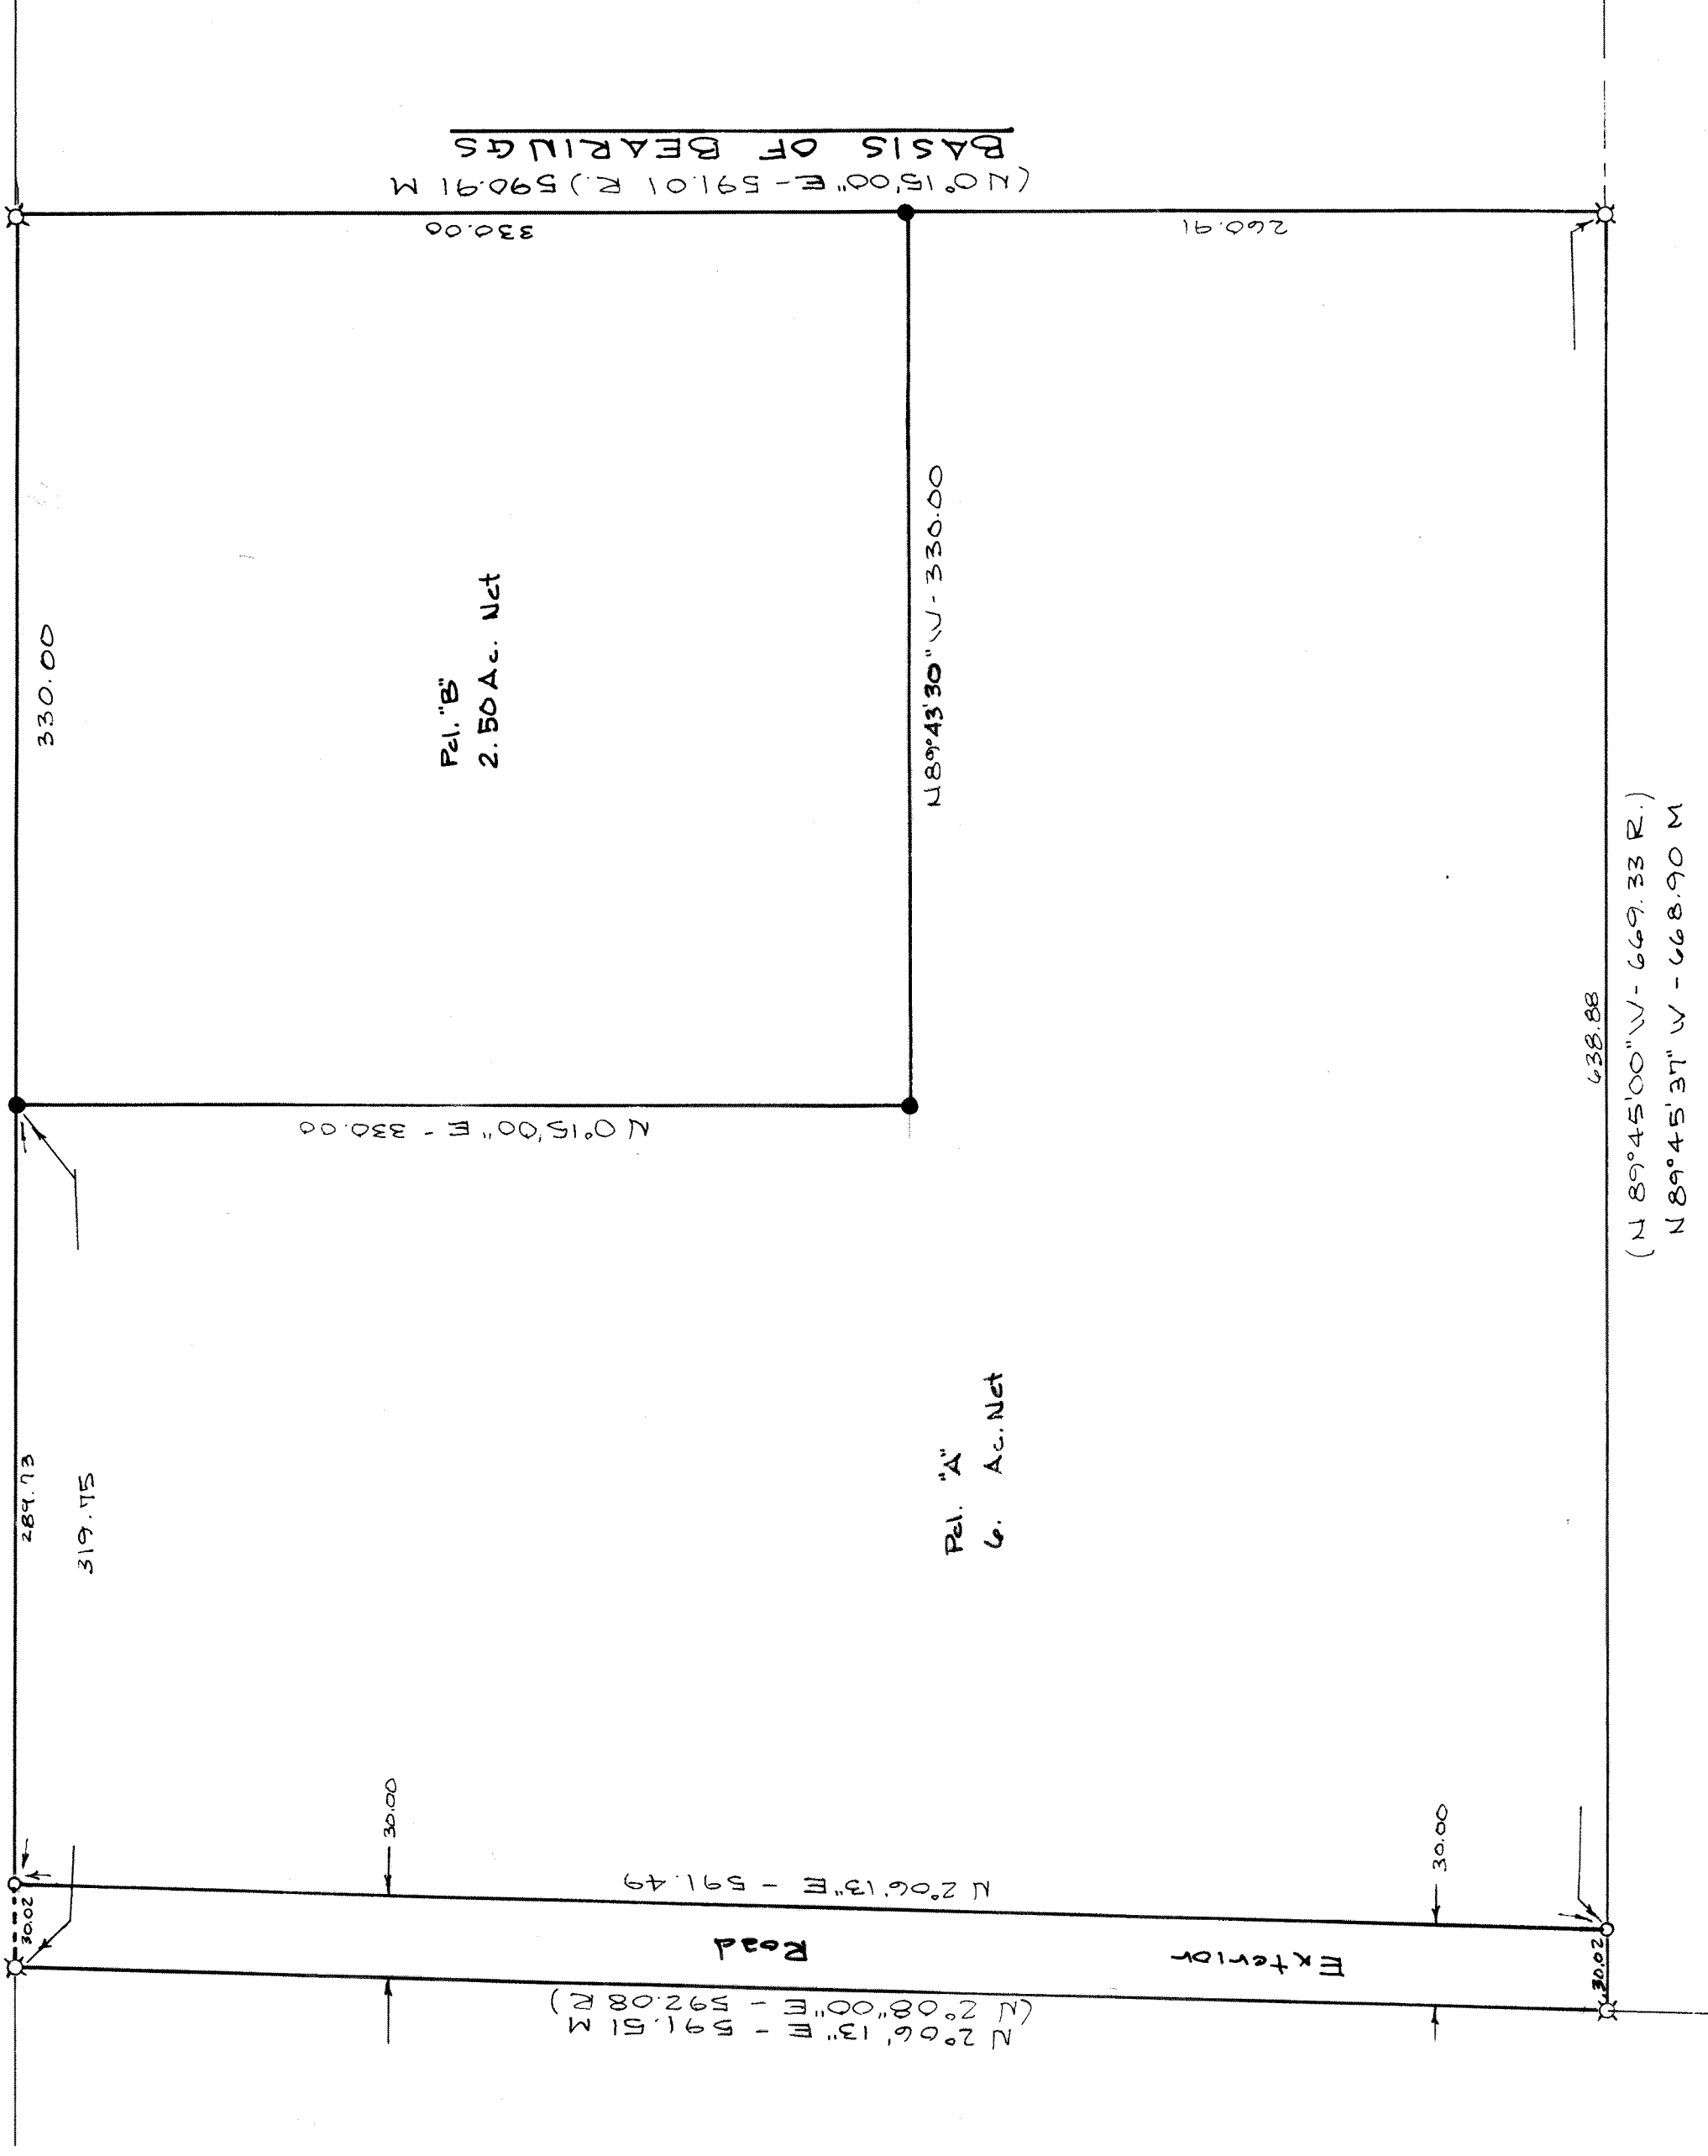 BASIS OF BEARINGS
(N 0°15'00" E - 591.01 R.) 590.91 M
330.00
260.91
330.00
Pcl. "B"
2.50 Ac. Net
N 89°43'30" W - 330.00
N 0°15'00" E - 330.00
638.88
(N 89°45'00" W - 669.33 R.)
N 89°45'37" W - 668.90 M
289.73
319.75
Pcl. "A"
6. Ac. Net
30.00
30.00
N 2°06'13" E - 591.49
30.02
Exterior Road
30.02
(N 2°08'00" E - 592.08 R)
N 2°06'13" E - 591.51 M